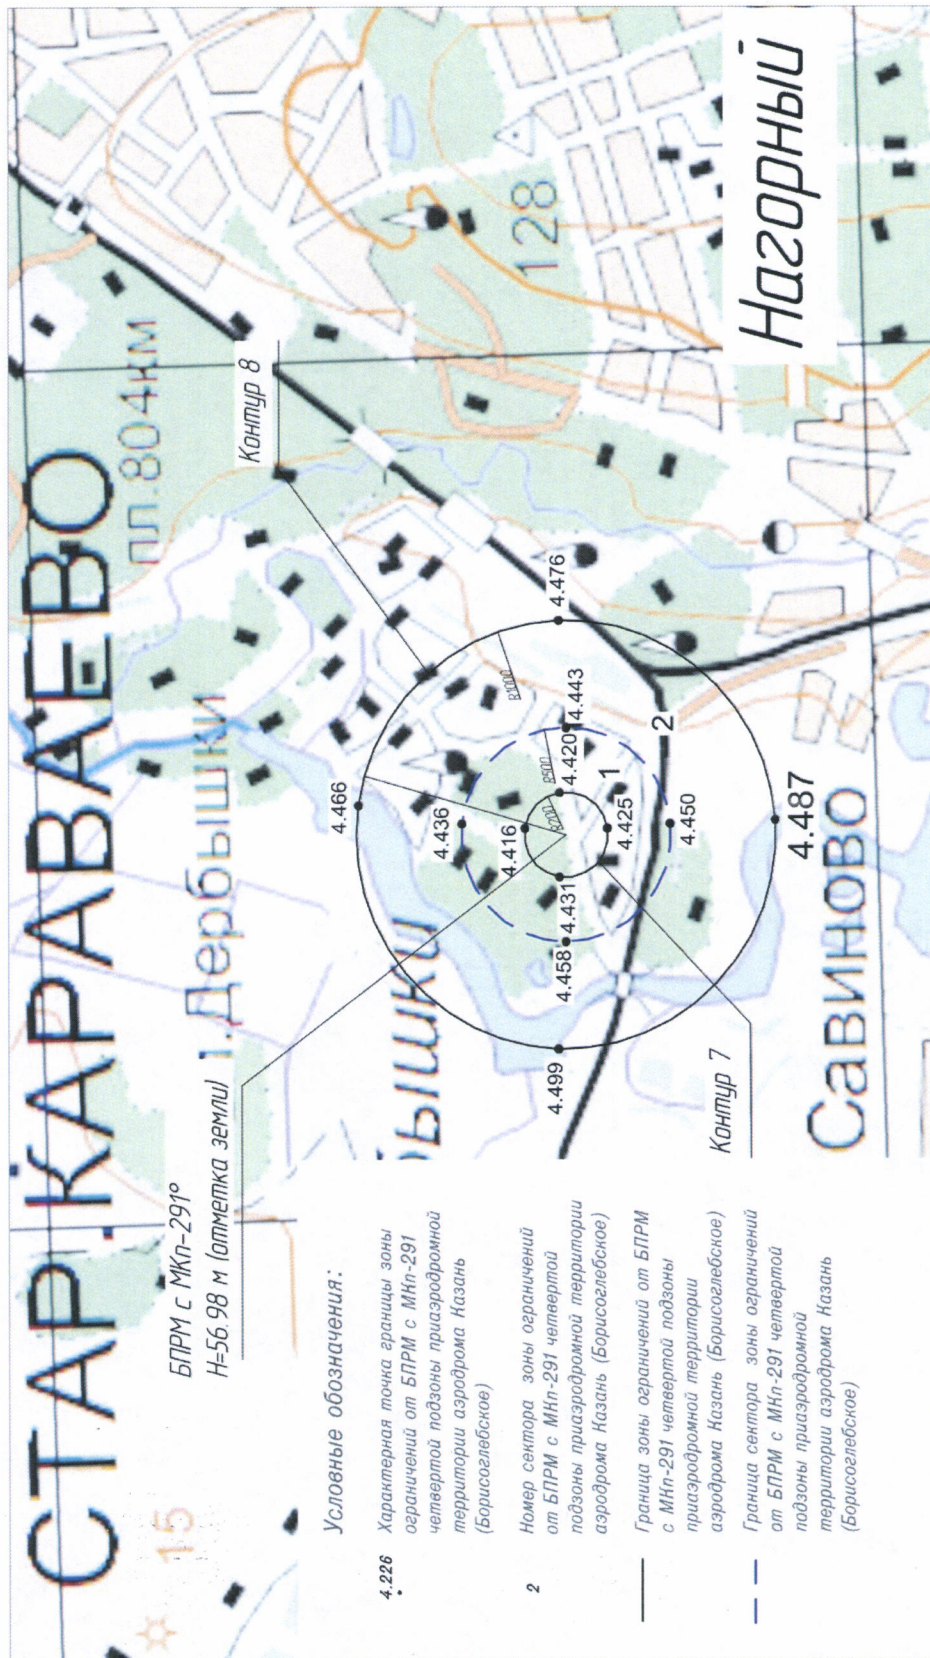 СТАР. КАРАВАЕВО
пл.804км
15
1.Дербышки
бышки
128
Нагорный
Савиново
БПРМ с МКп-291°
Н=56.98 м (отметка земли)
Контур 8
Контур 7
4.466
4.436
4.416
4.476
4.443
4.420
R1000
R500
R200
1
2
4.425
4.450
4.431
4.458
4.499
4.487
Условные обозначения:
4.226
Характерная точка границы зоны
ограничений от БПРМ с МКп-291
четвертой подзоны приаэродромной
территории аэродрома Казань
(Борисоглебское)
2
Номер сектора зоны ограничений
от БПРМ с МКп-291 четвертой
подзоны приаэродромной территории
аэродрома Казань (Борисоглебское)
Граница зоны ограничений от БПРМ
с МКп-291 четвертой подзоны
приаэродромной территории
аэродрома Казань (Борисоглебское)
Граница сектора зоны ограничений
от БПРМ с МКп-291 четвертой
подзоны приаэродромной
территории аэродрома Казань
(Борисоглебское)